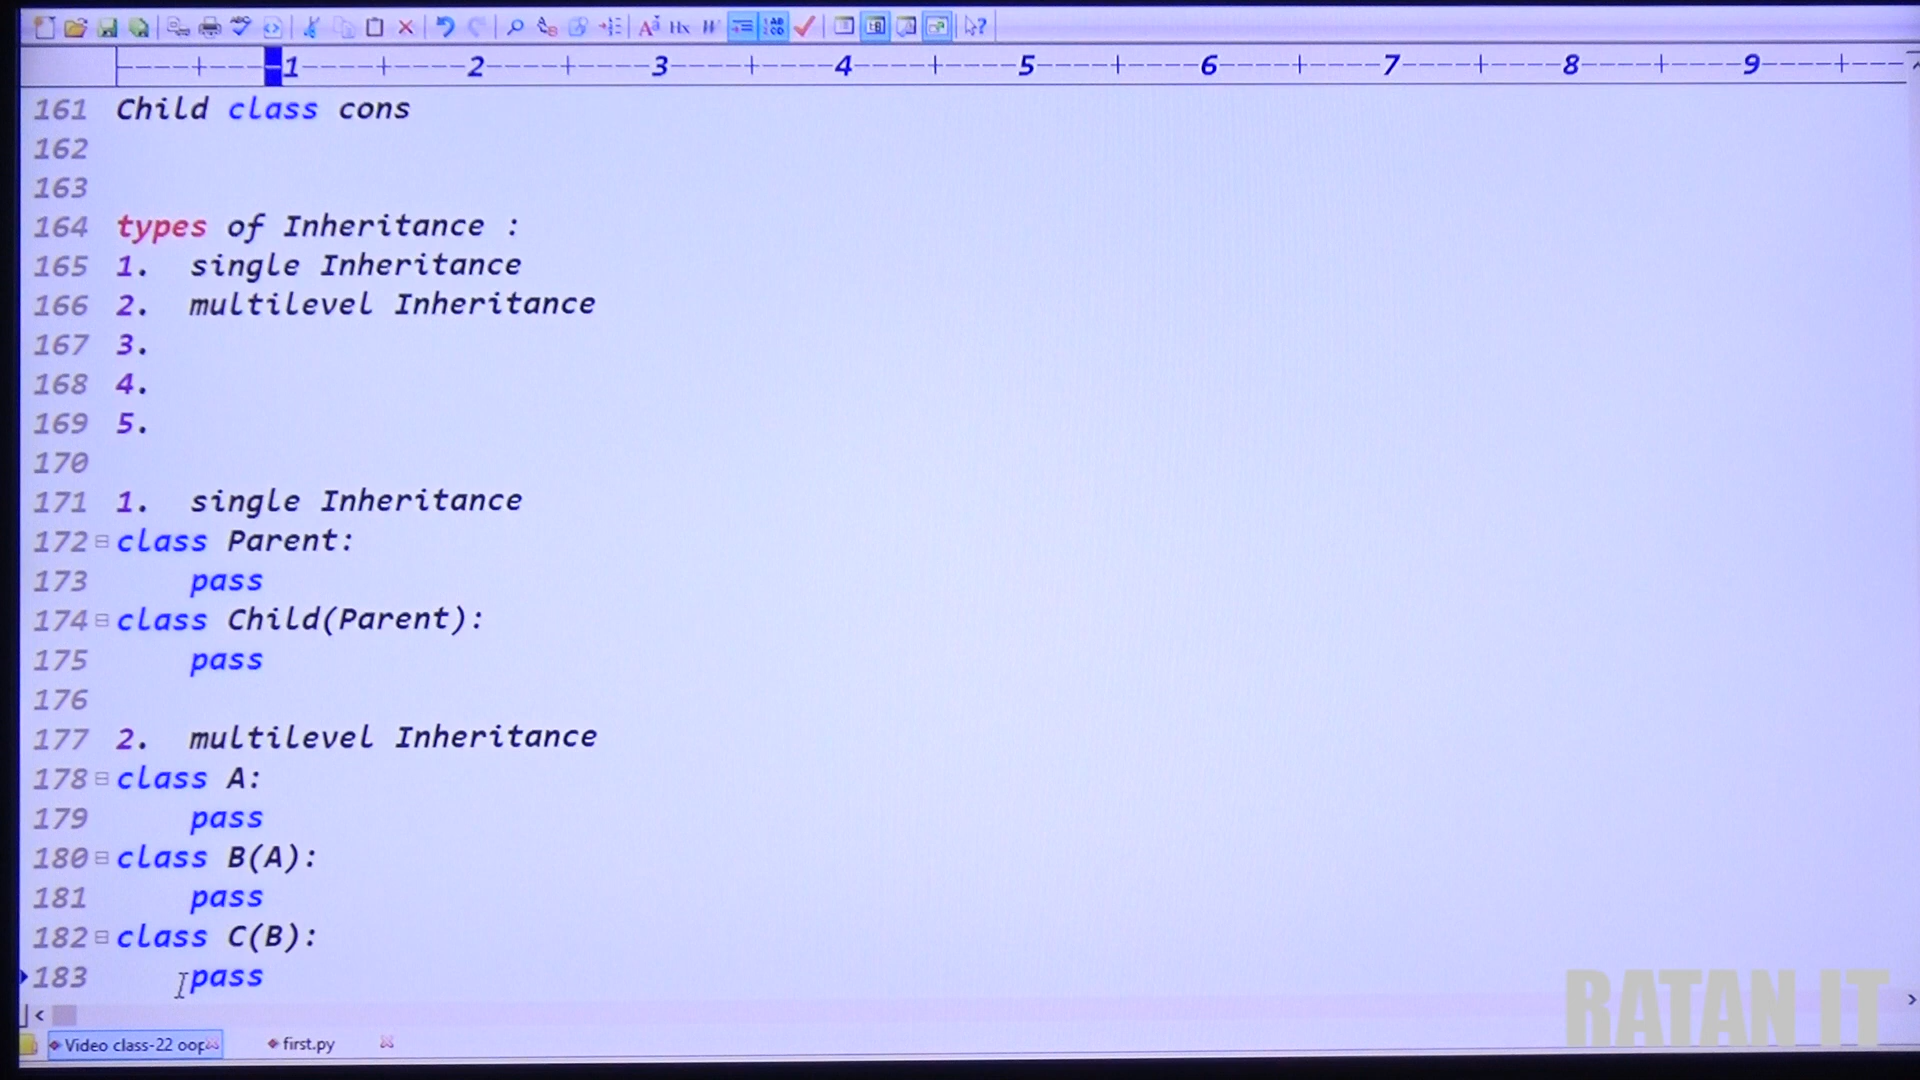 1 2 3 4 5 6 7 8 9
161 Child class cons
162
163
164 types of Inheritance :
165 1. single Inheritance
166 2. multilevel Inheritance
167 3.
168 4.
169 5.
170
171 1. single Inheritance
172 class Parent:
173 pass
174 class Child(Parent):
175 pass
176
177 2. multilevel Inheritance
178 class A:
179 pass
180 class B(A):
181 pass
182 class C(B):
183 pass
RATAN IT
Video class-22 oop first.py